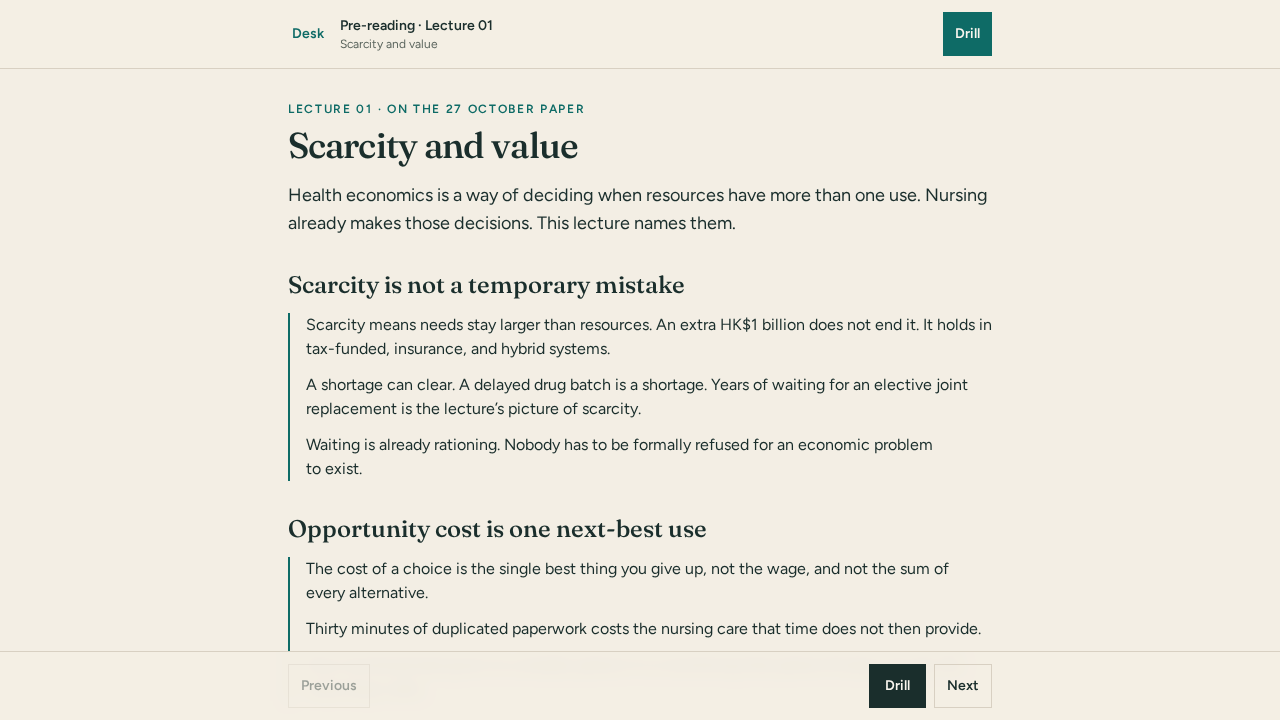 Desk
Pre-reading · Lecture 01
Scarcity and value
Drill
LECTURE 01 · ON THE 27 OCTOBER PAPER
Scarcity and value
Health economics is a way of deciding when resources have more than one use. Nursing
already makes those decisions. This lecture names them.
Scarcity is not a temporary mistake
Scarcity means needs stay larger than resources. An extra HK$1 billion does not end it. It holds in
tax-funded, insurance, and hybrid systems.
A shortage can clear. A delayed drug batch is a shortage. Years of waiting for an elective joint
replacement is the lecture’s picture of scarcity.
Waiting is already rationing. Nobody has to be formally refused for an economic problem
to exist.
Opportunity cost is one next-best use
The cost of a choice is the single best thing you give up, not the wage, and not the sum of
every alternative.
Thirty minutes of duplicated paperwork costs the nursing care that time does not then provide.
Previous
Drill
Next